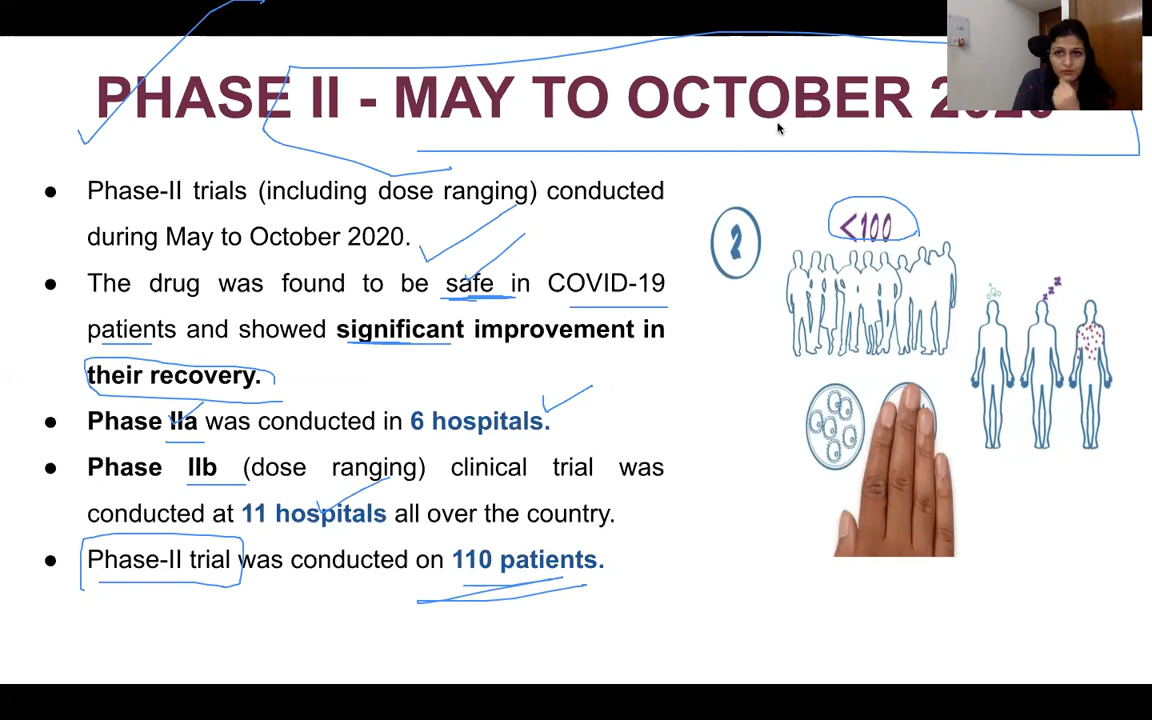 PHASE II - MAY TO OCTOBER
● Phase-II trials (including dose ranging) conducted
during May to October 2020.
● The drug was found to be safe in COVID-19
patients and showed significant improvement in
their recovery.
● Phase IIa was conducted in 6 hospitals.
● Phase IIb (dose ranging) clinical trial was
conducted at 11 hospitals all over the country.
● Phase-II trial was conducted on 110 patients.
2
<100
z z z